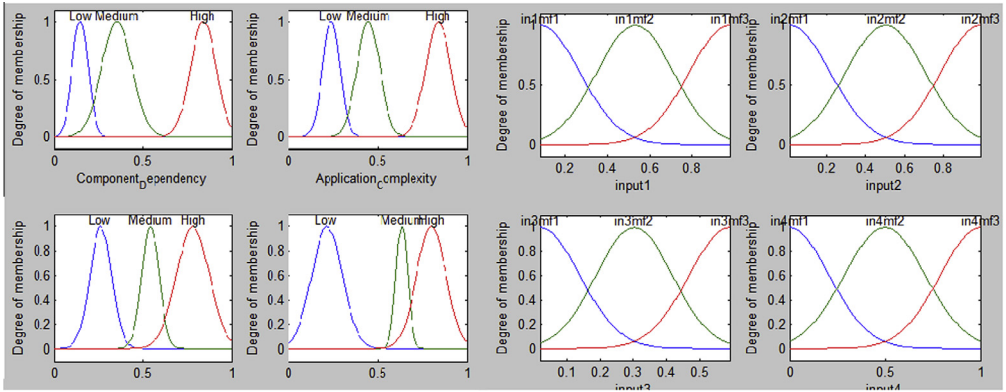 Low Medium High
Degree of membership
1
0.5
0
0 0.5 1
Component_Dependency
Low Medium High
Degree of membership
1
0.5
0
0 0.5 1
Application_Complexity
in1mf1 in1mf2 in1mf3
Degree of membership
1
0.5
0
0.2 0.4 0.6 0.8
input1
in2mf1 in2mf2 in2mf3
Degree of membership
1
0.5
0
0.2 0.4 0.6 0.8
input2
Low Medium High
Degree of membership
1
0.8
0.6
0.4
0.2
0
0 0.5 1
Low Medium High
Degree of membership
1
0.8
0.6
0.4
0.2
0
0 0.5 1
in3mf1 in3mf2 in3mf3
Degree of membership
1
0.8
0.6
0.4
0.2
0
0.1 0.2 0.3 0.4 0.5
input3
in4mf1 in4mf2 in4mf3
Degree of membership
1
0.8
0.6
0.4
0.2
0
0 0.5 1
input4